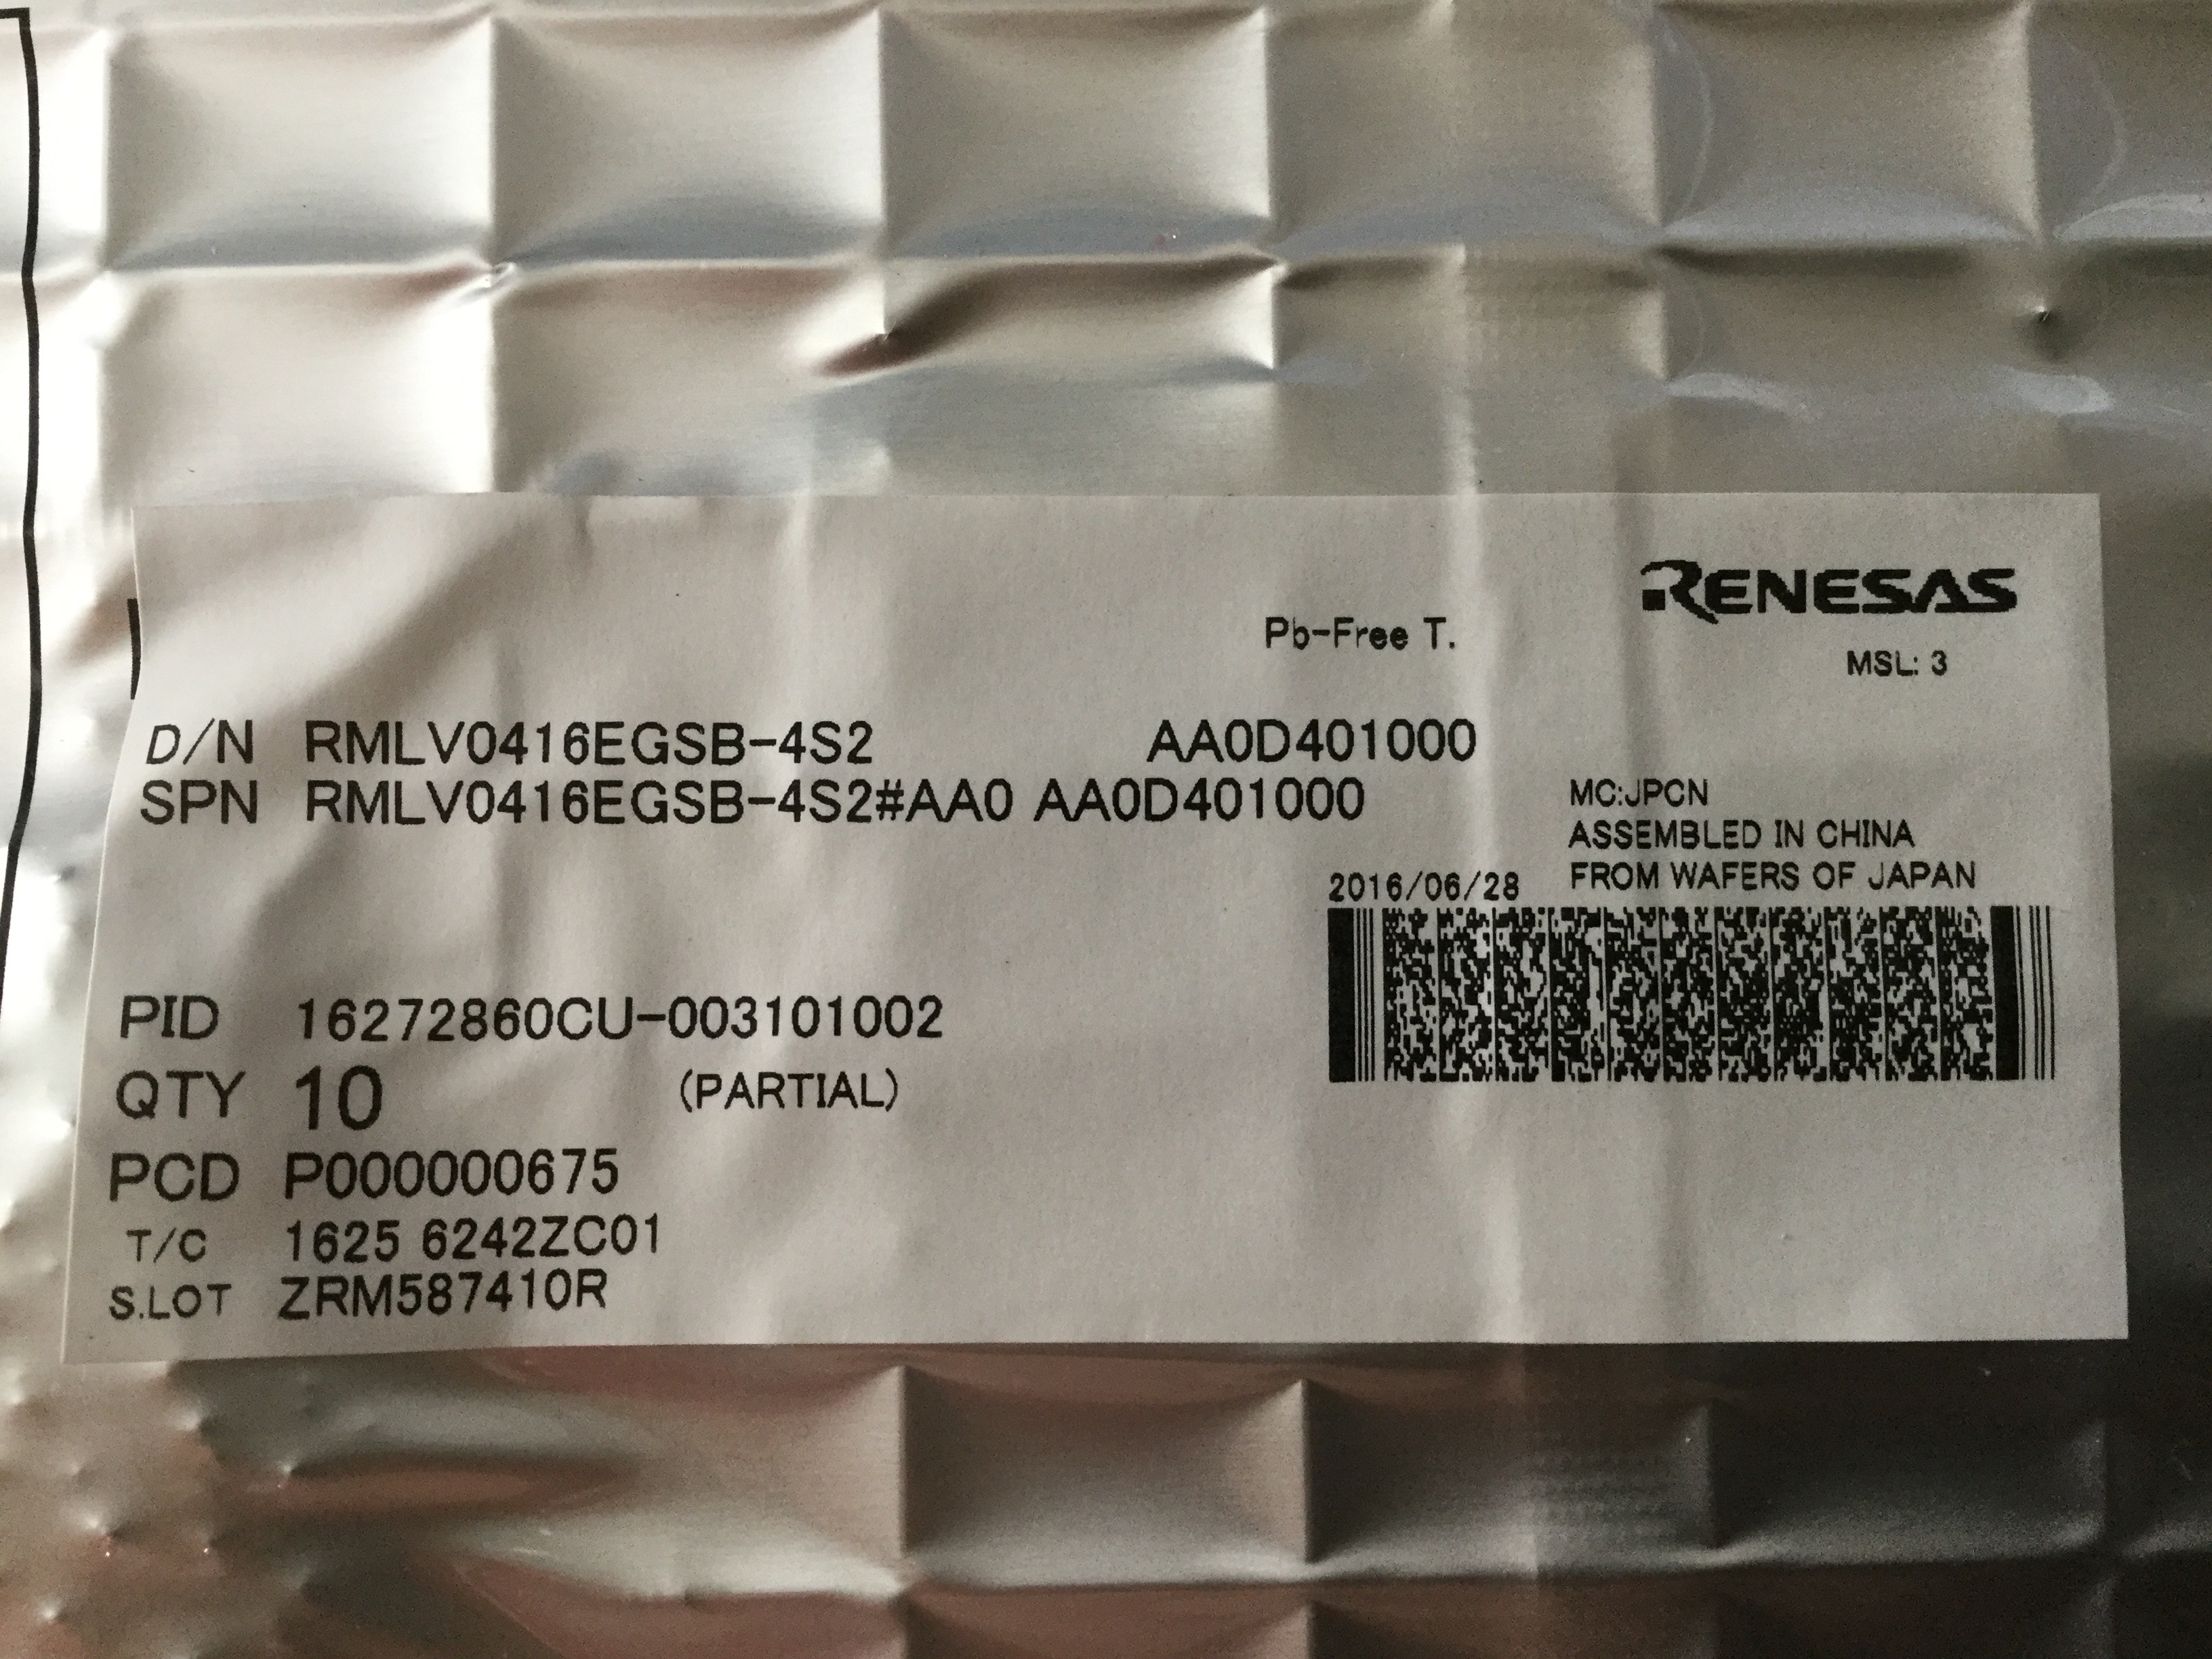 RENESAS
Pb-Free T.
MSL: 3
D/N RMLV0416EGSB-4S2 AA0D401000
SPN RMLV0416EGSB-4S2#AA0 AA0D401000
MC:JPCN
ASSEMBLED IN CHINA
FROM WAFERS OF JAPAN
2016/06/28
PID 16272860CU-003101002
QTY 10 (PARTIAL)
PCD P000000675
T/C 1625 6242ZC01
S.LOT ZRM587410R